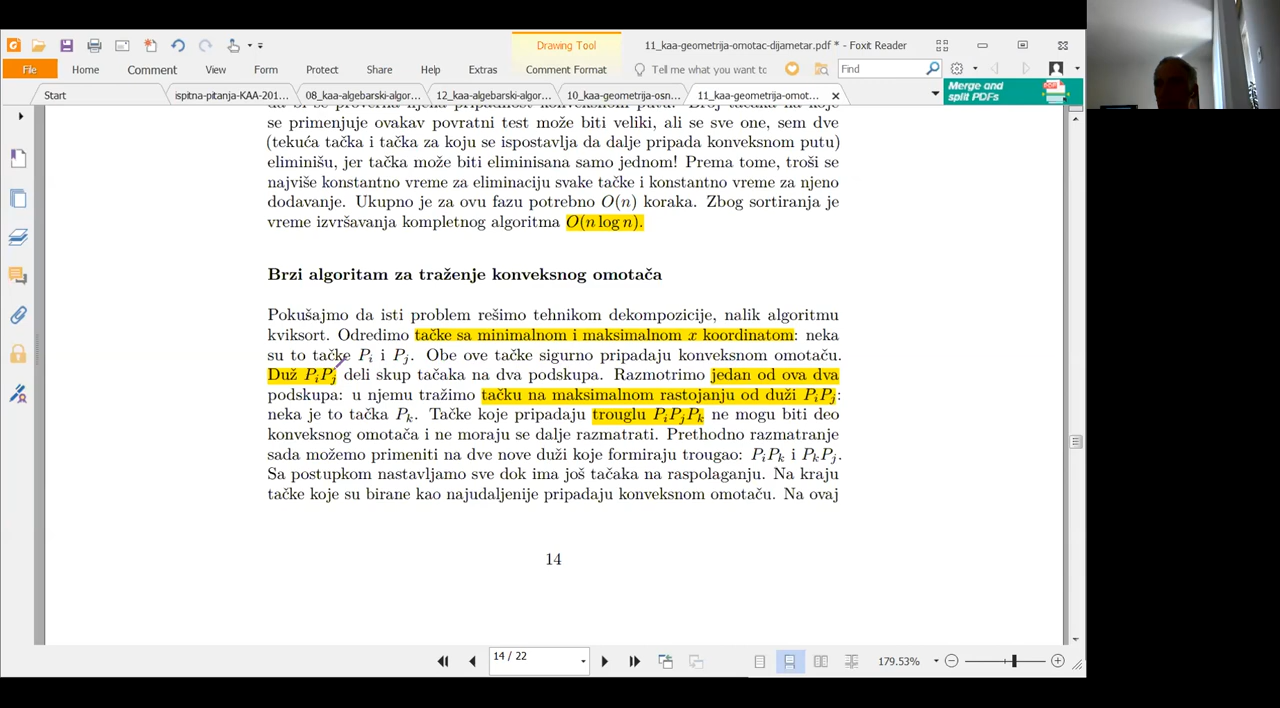 Drawing Tool
11_kaa-geometrija-omotac-dijametar.pdf * - Foxit Reader
File Home Comment View Form Protect Share Help Extras Comment Format Tell me what you want tc Find
Start ispitna-pitanja-KAA-201... 08_kaa-algebarski-algor... 12_kaa-algebarski-algor... 10_kaa-geometrija-osn... 11_kaa-geometrija-omot...
Merge and
split PDFs
se primenjuje ovakav povratni test može biti veliki, ali se sve one, sem dve
(tekuća tačka i tačka za koju se ispostavlja da dalje pripada konveksnom putu)
eliminišu, jer tačka može biti eliminisana samo jednom! Prema tome, troši se
najviše konstantno vreme za eliminaciju svake tačke i konstantno vreme za njeno
dodavanje. Ukupno je za ovu fazu potrebno O(n) koraka. Zbog sortiranja je
vreme izvršavanja kompletnog algoritma O(n log n).
Brzi algoritam za traženje konveksnog omotača
Pokušajmo da isti problem rešimo tehnikom dekompozicije, nalik algoritmu
kviksort. Odredimo tačke sa minimalnom i maksimalnom x koordinatom: neka
su to tačke Pi i Pj. Obe ove tačke sigurno pripadaju konveksnom omotaču.
Duž PiPj deli skup tačaka na dva podskupa. Razmotrimo jedan od ova dva
podskupa: u njemu tražimo tačku na maksimalnom rastojanju od duži PiPj:
neka je to tačka Pk. Tačke koje pripadaju trouglu PiPjPk ne mogu biti deo
konveksnog omotača i ne moraju se dalje razmatrati. Prethodno razmatranje
sada možemo primeniti na dve nove duži koje formiraju trougao: PiPk i PkPj.
Sa postupkom nastavljamo sve dok ima još tačaka na raspolaganju. Na kraju
tačke koje su birane kao najudaljenije pripadaju konveksnom omotaču. Na ovaj
14
14 / 22
179.53%